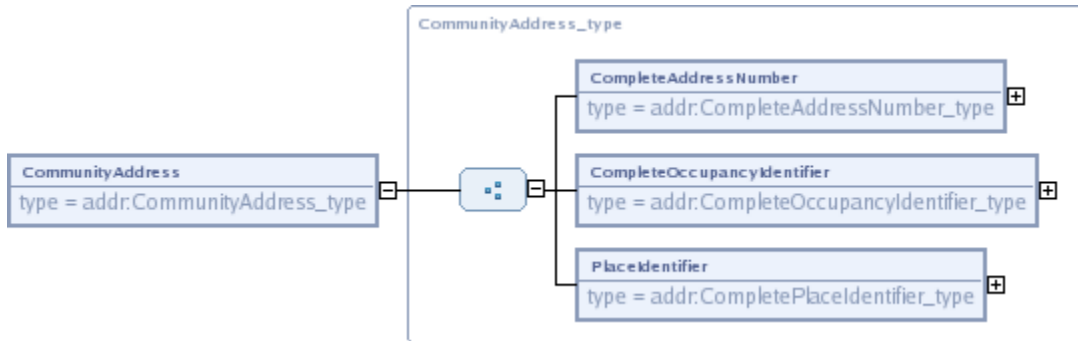 CommunityAddress_type
CompleteAddressNumber
type = addr:CompleteAddressNumber_type
CommunityAddress
type = addr:CommunityAddress_type
CompleteOccupancyIdentifier
type = addr:CompleteOccupancyIdentifier_type
PlaceIdentifier
type = addr:CompletePlaceIdentifier_type